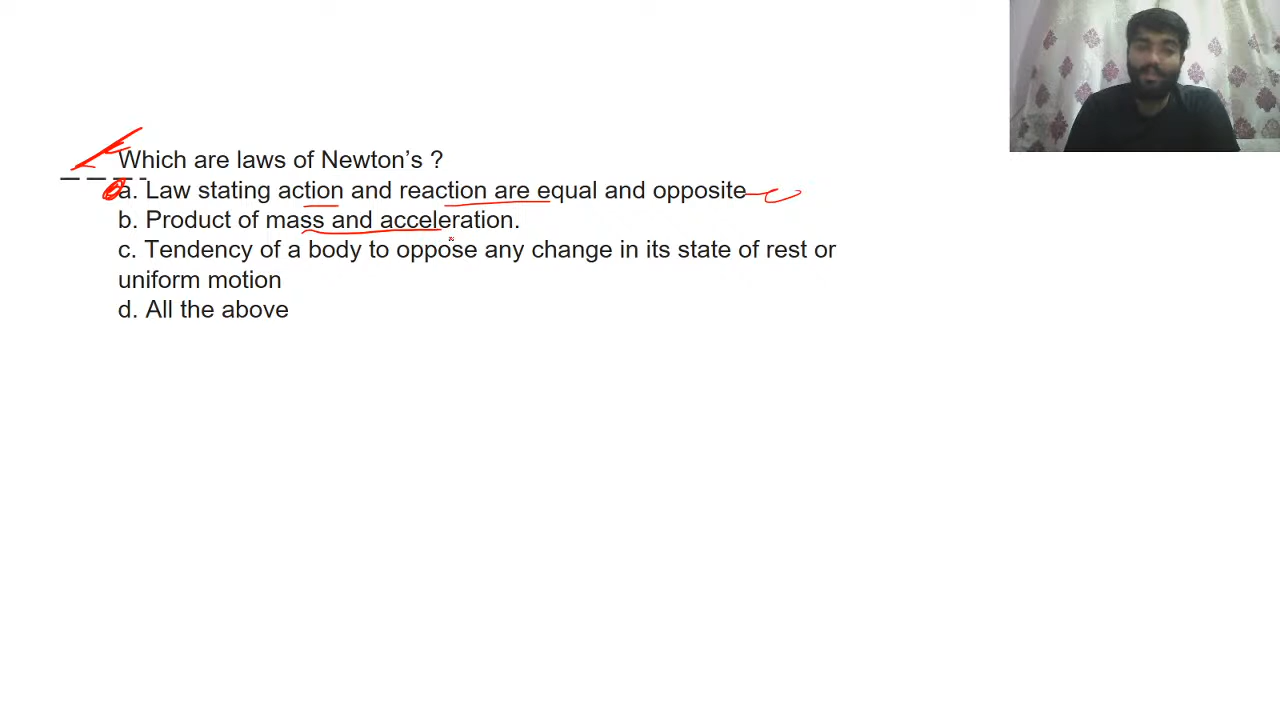 Which are laws of Newton’s ?
a. Law stating action and reaction are equal and opposite
b. Product of mass and acceleration.
c. Tendency of a body to oppose any change in its state of rest or
uniform motion
d. All the above